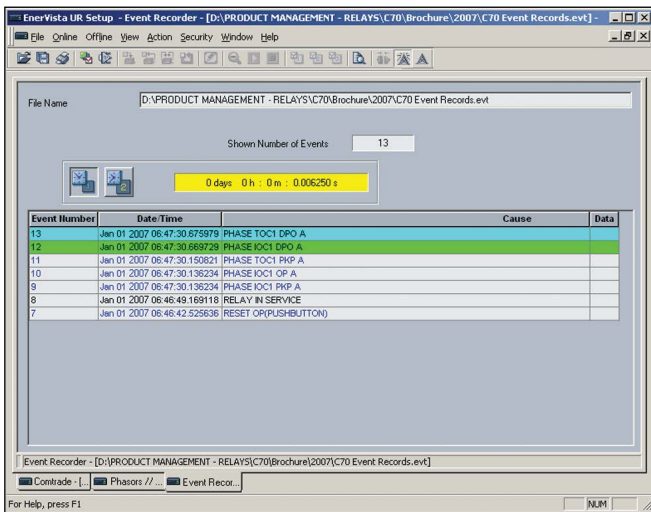 EnerVista UR Setup - Event Recorder - [D:\PRODUCT MANAGEMENT - RELAYS\C70\Brochure\2007\C70 Event Records.evt] -
File Online Offline View Action Security Window Help
File Name D:\PRODUCT MANAGEMENT - RELAYS\C70\Brochure\2007\C70 Event Records.evt
Shown Number of Events 13
2 0 days 0 h : 0 m : 0.006250 s
Event Number Date/Time Cause Data
13 Jan 01 2007 06:47:30.675979 PHASE TOC1 DPO A
12 Jan 01 2007 06:47:30.669729 PHASE IOC1 DPO A
11 Jan 01 2007 06:47:30.150821 PHASE TOC1 PKP A
10 Jan 01 2007 06:47:30.136234 PHASE IOC1 OP A
9 Jan 01 2007 06:47:30.136234 PHASE IOC1 PKP A
8 Jan 01 2007 06:46:49.169118 RELAY IN SERVICE
7 Jan 01 2007 06:46:42.525636 RESET OP(PUSHBUTTON)
Event Recorder - [D:\PRODUCT MANAGEMENT - RELAYS\C70\Brochure\2007\C70 Event Records.evt]
Comtrade - [... Phasors // ... Event Recor...
For Help, press F1 NUM